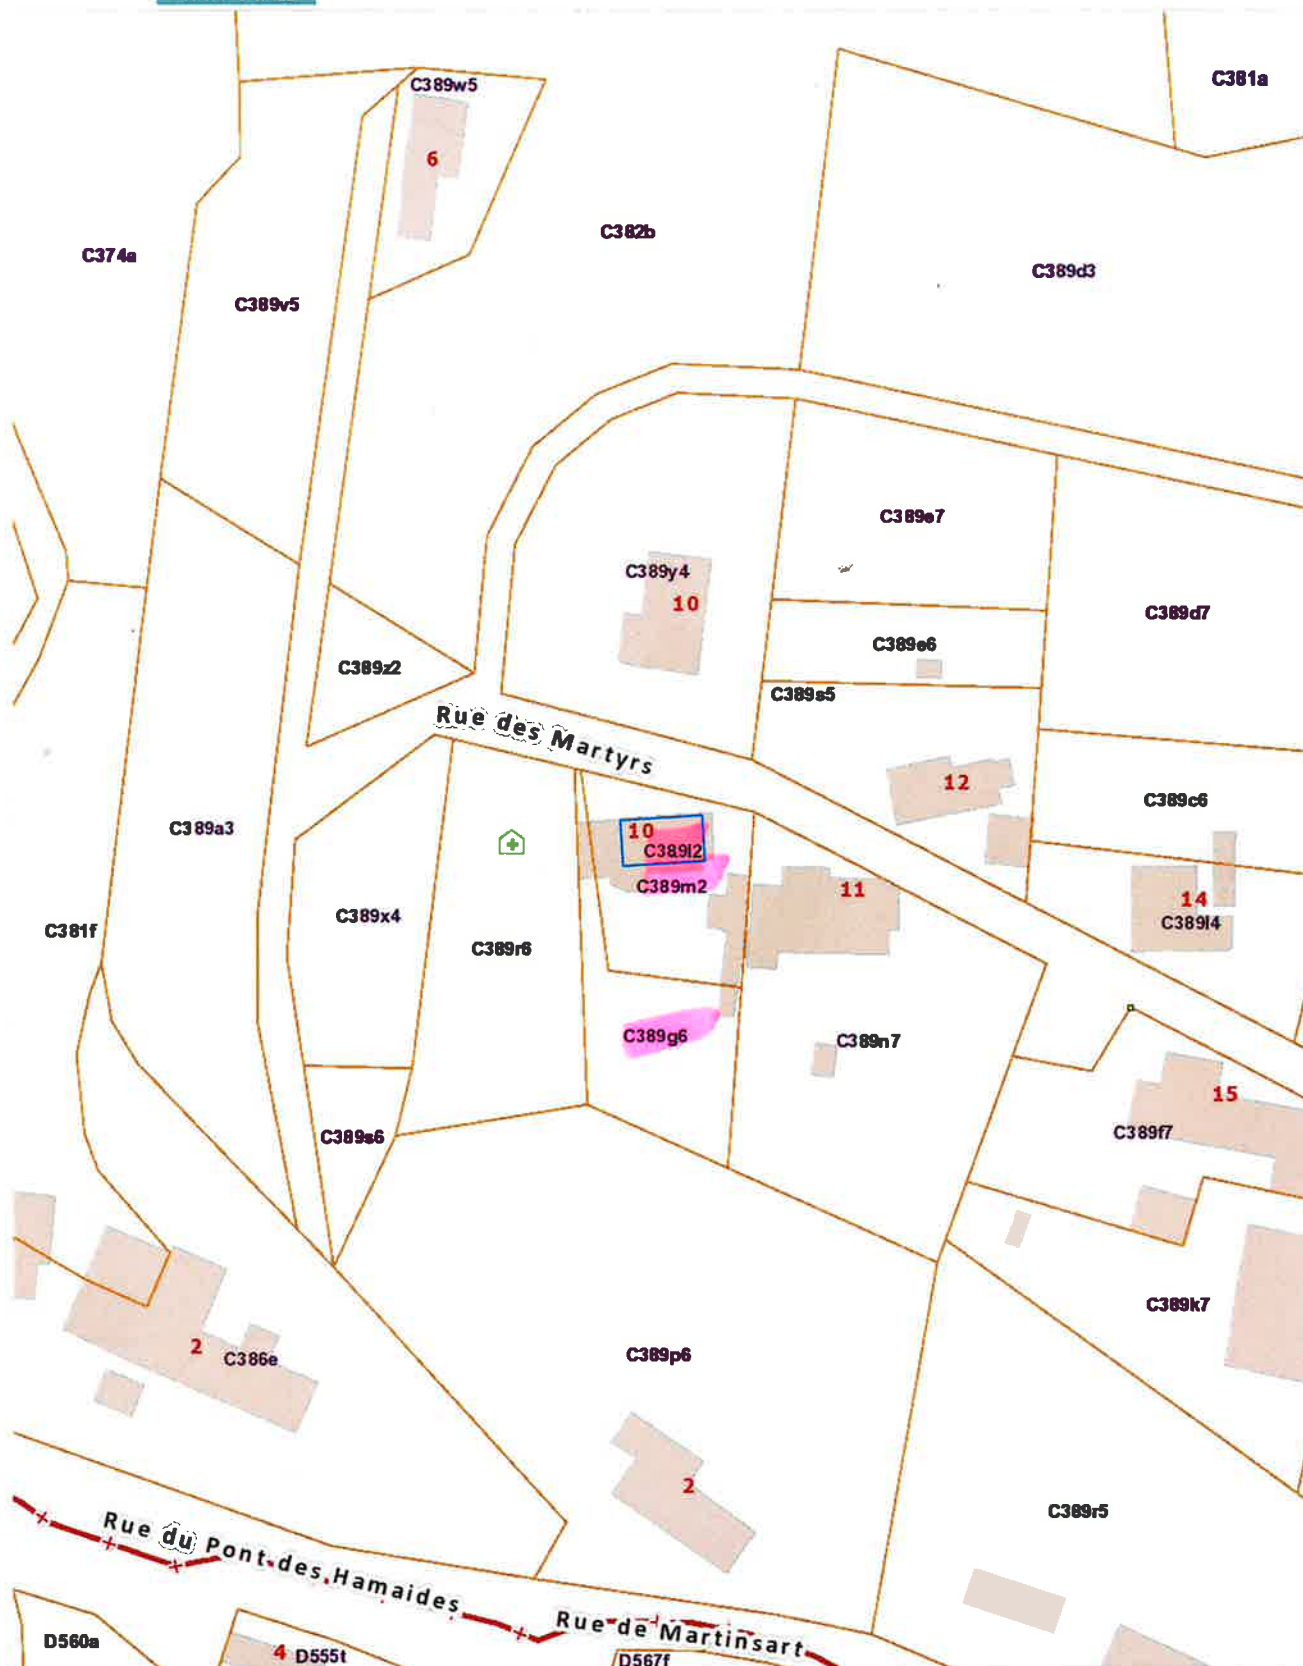 C381a
C389w5
6
C382b
C374a
C389d3
C389v5
C389e7
C389y4
10
C389d7
C389e6
C389z2
C389s5
Rue des Martyrs
12
C389c6
C389a3
10
C389l2
C389m2
11
14
C389x4
C389l4
C381f
C389r6
C389g6
C389n7
15
C389f7
C389s6
C389k7
2
C386e
C389p6
2
C389r5
Rue du Pont des Hamaides
Rue de Martinsart
D560a
4 D555t
D567f